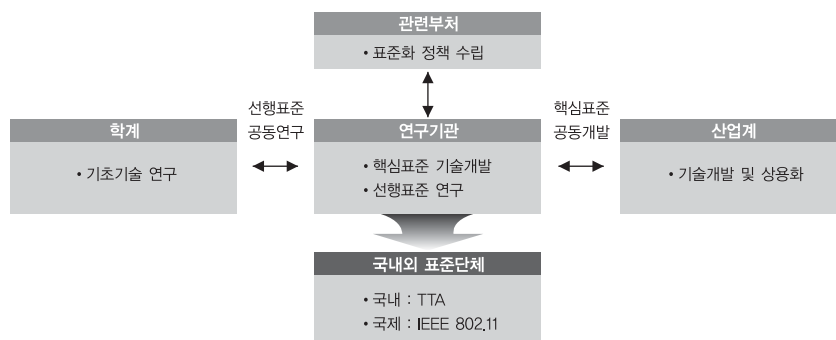 관련부처
• 표준화 정책 수립
선행표준
공동연구
핵심표준
공동개발
학계
• 기초기술 연구
연구기관
• 핵심표준 기술개발
• 선행표준 연구
산업계
• 기술개발 및 상용화
국내외 표준단체
• 국내 : TTA
• 국제 : IEEE 802.11